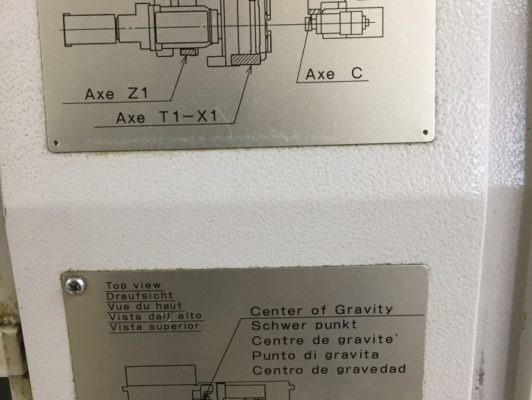 Axe Z1
Axe C
Axe T1-X1
Top view
Draufsicht
Vue du haut
Vista dall' alto
Vista superior
Center of Gravity
Schwer punkt
Centre de gravite'
Punto di gravita
Centro de gravedad